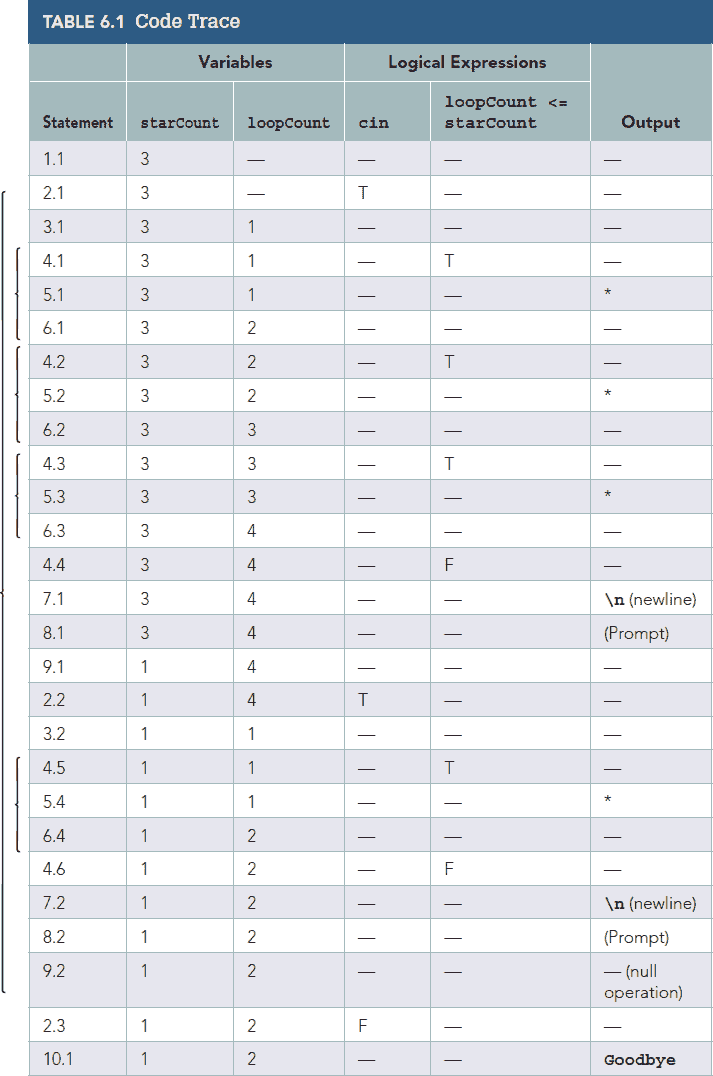 TABLE 6.1 Code Trace
Variables Logical Expressions
Statement starCount loopCount cin loopCount <= starCount Output
1.1 3 — — — —
2.1 3 — T — —
3.1 3 1 — — —
4.1 3 1 — T —
5.1 3 1 — — *
6.1 3 2 — — —
4.2 3 2 — T —
5.2 3 2 — — *
6.2 3 3 — — —
4.3 3 3 — T —
5.3 3 3 — — *
6.3 3 4 — — —
4.4 3 4 — F —
7.1 3 4 — — \n (newline)
8.1 3 4 — — (Prompt)
9.1 1 4 — — —
2.2 1 4 T — —
3.2 1 1 — — —
4.5 1 1 — T —
5.4 1 1 — — *
6.4 1 2 — — —
4.6 1 2 — F —
7.2 1 2 — — \n (newline)
8.2 1 2 — — (Prompt)
9.2 1 2 — — — (null
operation)
2.3 1 2 F — —
10.1 1 2 — — Goodbye